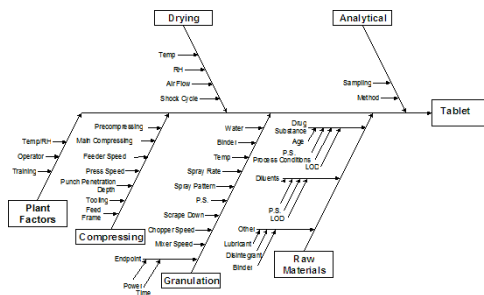 Drying
Analytical
Temp
RH
Air Flow
Shock Cycle
Sampling
Method
Tablet
Temp/RH
Operator
Training
Plant
Factors
Precompressing
Main Compressing
Feeder Speed
Press Speed
Punch Penetration
Depth
Tooling
Feed
Frame
Compressing
Water
Binder
Temp
Spray Rate
Spray Pattern
P.S.
Scrape Down
Chopper Speed
Mixer Speed
Endpoint
Power
Time
Granulation
Drug
Substance
Age
P.S.
Process Conditions
LOD
Diluents
P.S.
LOD
Other
Lubricant
Disintegrant
Binder
Raw
Materials